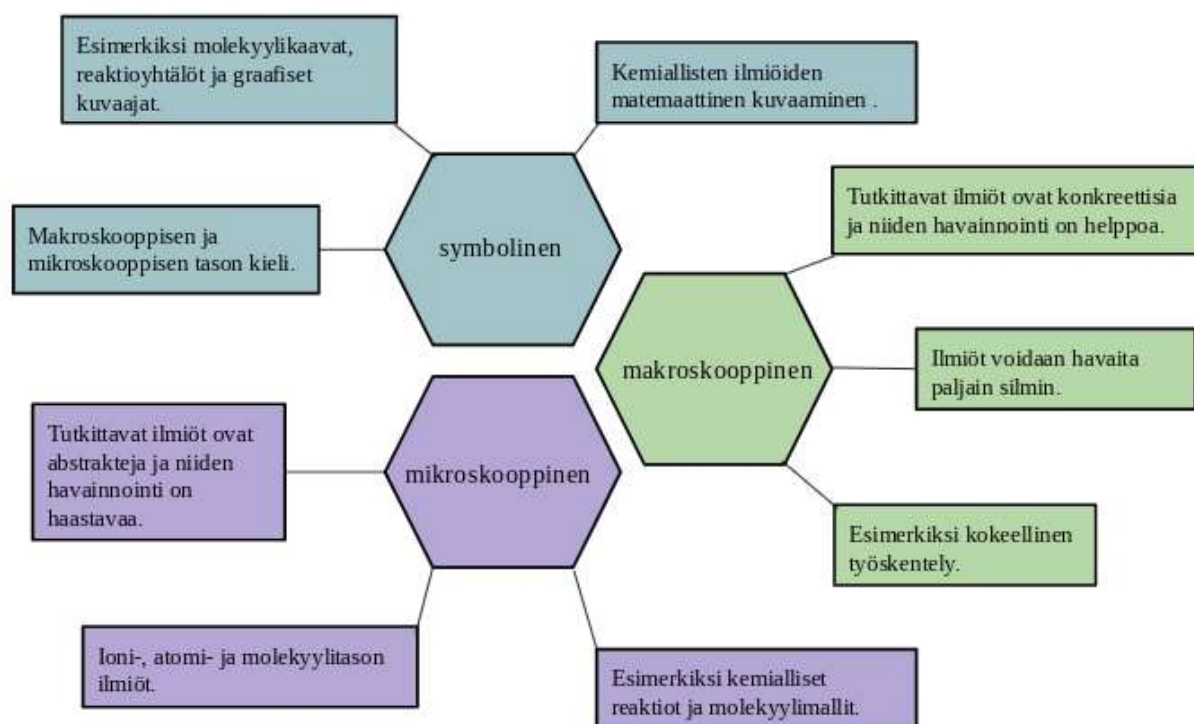 Esimerkiksi molekyylikaavat,
reaktioyhtälöt ja graafiset
kuvaajat.
Kemiallisten ilmiöiden
matemaattinen kuvaaminen .
Makroskooppisen ja
mikroskooppisen tason kieli.
symbolinen
Tutkittavat ilmiöt ovat konkreettisia
ja niiden havainnointi on helppoa.
makroskooppinen
Ilmiöt voidaan havaita
paljain silmin.
Esimerkiksi kokeellinen
työskentely.
Tutkittavat ilmiöt ovat
abstrakteja ja niiden
havainnointi on
haastavaa.
mikroskooppinen
Ioni-, atomi- ja molekyylitason
ilmiöt.
Esimerkiksi kemialliset
reaktiot ja molekyylimallit.